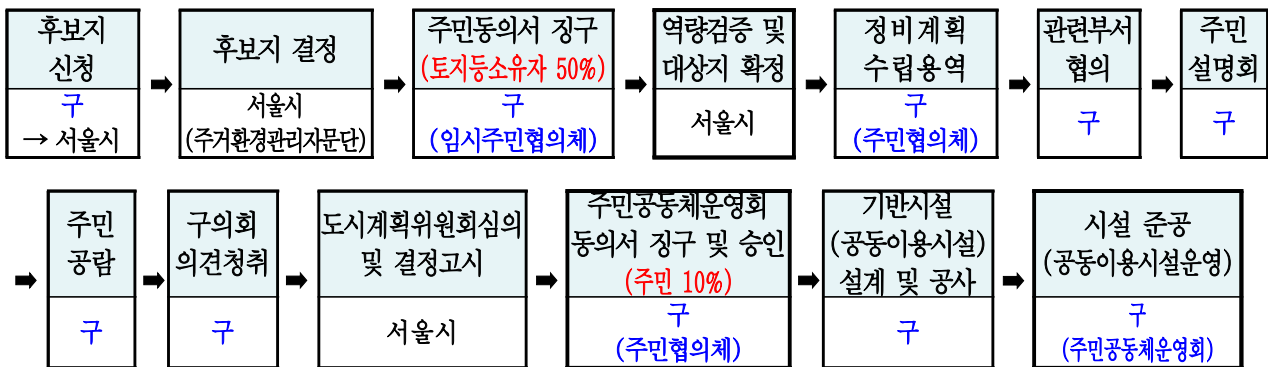 후보지
신청
구
→ 서울시
후보지 결정
서울시
(주거환경관리자문단)
주민동의서 징구
(토지등소유자 50%)
구
(임시주민협의체)
역량검증 및
대상지 확정
서울시
정비계획
수립용역
구
(주민협의체)
관련부서
협의
구
주민
설명회
구
주민
공람
구
구의회
의견청취
구
도시계획위원회심의
및 결정고시
서울시
주민공동체운영회
동의서 징구 및 승인
(주민 10%)
구
(주민협의체)
기반시설
(공동이용시설)
설계 및 공사
구
시설 준공
(공동이용시설운영)
구
(주민공동체운영회)